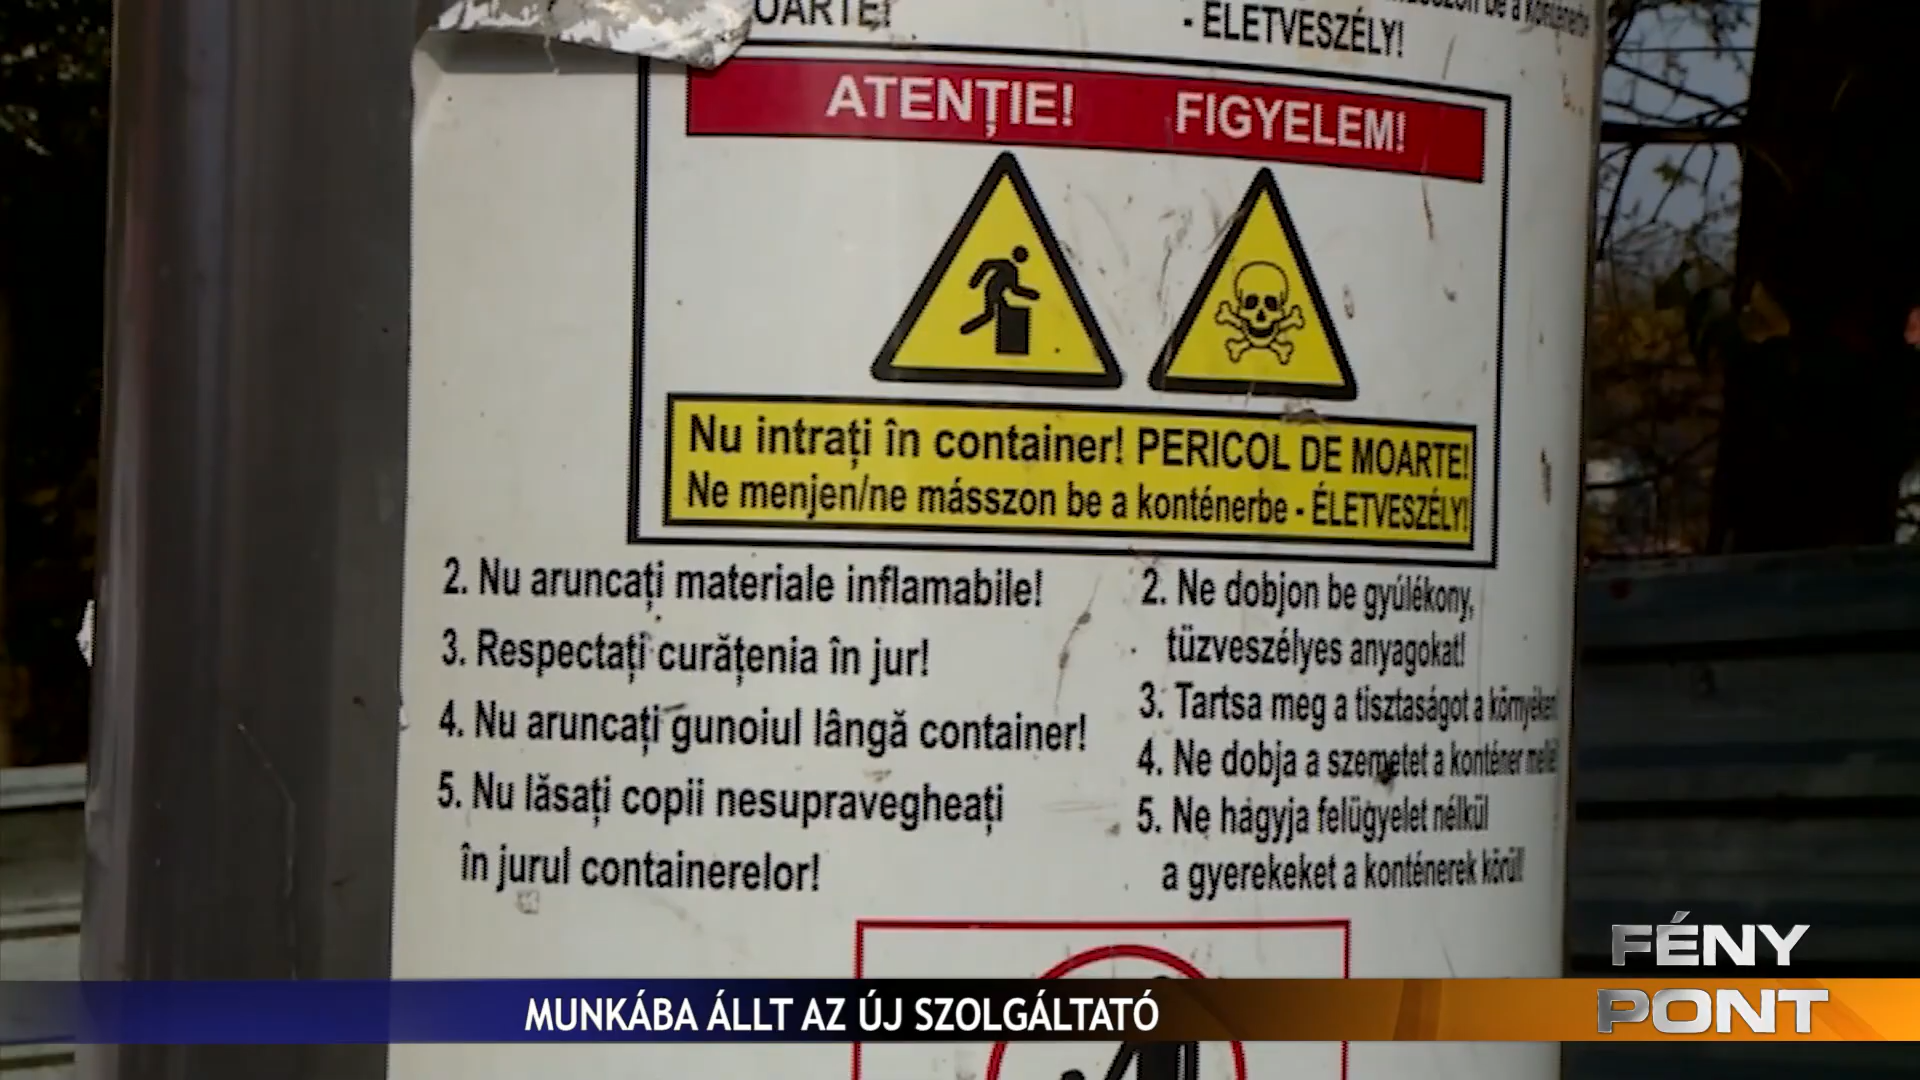 OARTE!
- ÉLETVESZÉLY!
ATENȚIE! FIGYELEM!
Nu intrați în container! PERICOL DE MOARTE!
Ne menjen/ne másszon be a konténerbe - ÉLETVESZÉLY!
2. Nu aruncați materiale inflamabile!
3. Respectați curățenia în jur!
4. Nu aruncați gunoiul lângă container!
5. Nu lăsați copii nesupravegheați
în jurul containerelor!
2. Ne dobjon be gyúlékony,
tüzveszélyes anyagokat!
3. Tartsa meg a tisztaságot a környéken!
4. Ne dobja a szemetet a konténer mellé!
5. Ne hagyja felügyelet nélkül
a gyerekeket a konténerek körül!
FÉNY
PONT
MUNKÁBA ÁLLT AZ ÚJ SZOLGÁLTATÓ